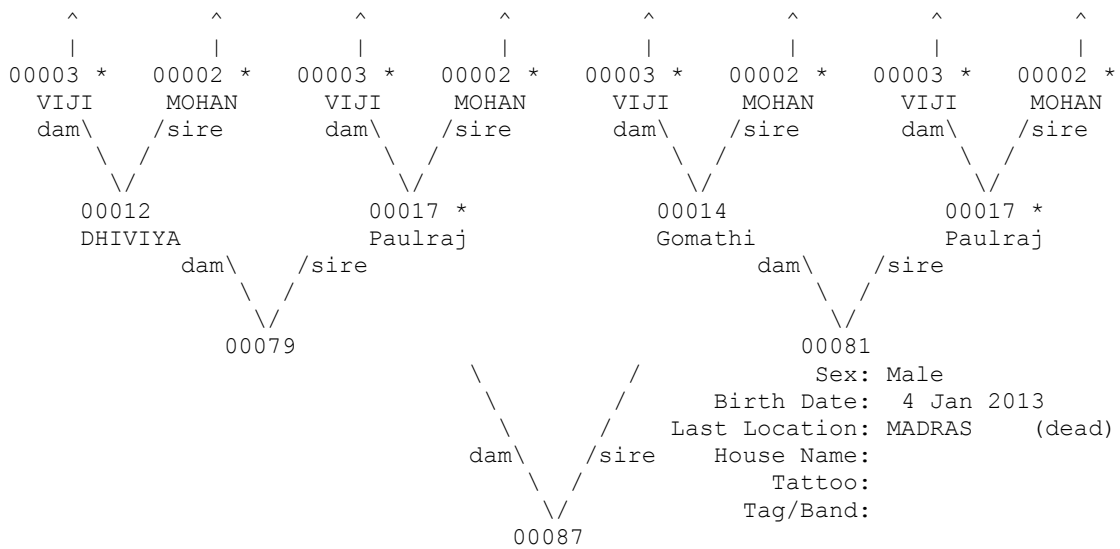 ^ ^ ^ ^ ^ ^ ^ ^
| | | | | | | |
00003 * 00002 * 00003 * 00002 * 00003 * 00002 * 00003 * 00002 *
VIJI MOHAN VIJI MOHAN VIJI MOHAN VIJI MOHAN
dam\ /sire dam\ /sire dam\ /sire dam\ /sire
\ / \ / \ / \ /
\/ \/ \/ \/
00012 00017 * 00014 00017 *
DHIVIYA Paulraj Gomathi Paulraj
dam\ /sire dam\ /sire
\ / \ /
\/ \/
00079 00081
\ / Sex: Male
\ / Birth Date: 4 Jan 2013
\ / Last Location: MADRAS (dead)
dam\ /sire House Name:
\ / Tattoo:
\/ Tag/Band:
00087